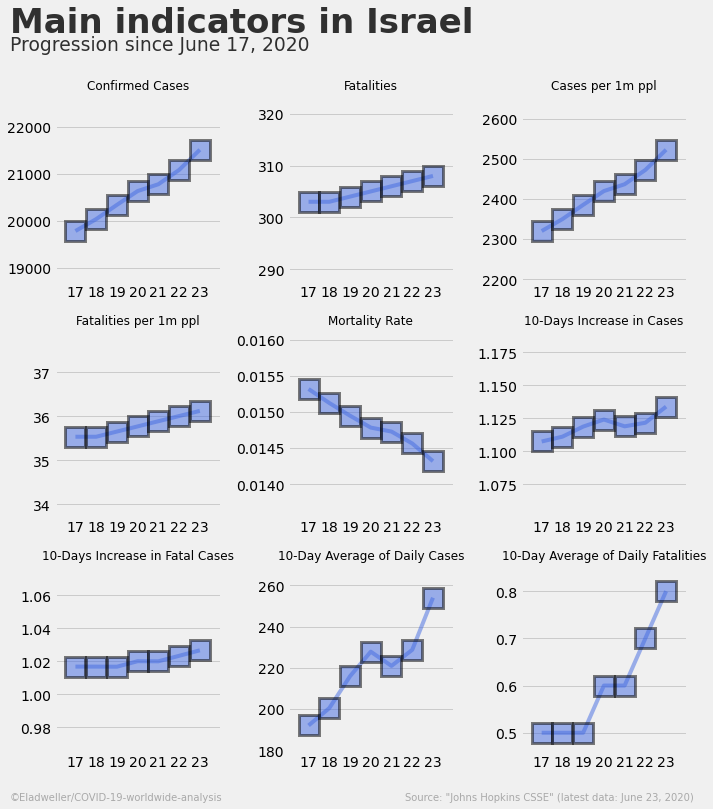 Main indicators in Israel
Progression since June 17, 2020
Confirmed Cases
22000
21000
20000
19000
17 18 19 20 21 22 23
Fatalities
320
310
300
290
17 18 19 20 21 22 23
Cases per 1m ppl
2600
2500
2400
2300
2200
17 18 19 20 21 22 23
Fatalities per 1m ppl
37
36
35
34
17 18 19 20 21 22 23
Mortality Rate
0.0160
0.0155
0.0150
0.0145
0.0140
17 18 19 20 21 22 23
10-Days Increase in Cases
1.175
1.150
1.125
1.100
1.075
17 18 19 20 21 22 23
10-Days Increase in Fatal Cases
1.06
1.04
1.02
1.00
0.98
17 18 19 20 21 22 23
10-Day Average of Daily Cases
260
240
220
200
180
17 18 19 20 21 22 23
10-Day Average of Daily Fatalities
0.8
0.7
0.6
0.5
17 18 19 20 21 22 23
©Eladweller/COVID-19-worldwide-analysis
Source: "Johns Hopkins CSSE" (latest data: June 23, 2020)